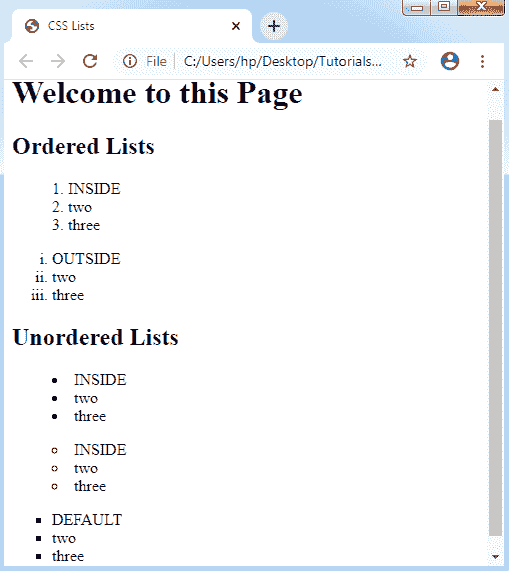 CSS Lists
File | C:/Users/hp/Desktop/Tutorials...
Welcome to this Page
Ordered Lists
1. INSIDE
2. two
3. three
i. OUTSIDE
ii. two
iii. three
Unordered Lists
• INSIDE
• two
• three
◦ INSIDE
◦ two
◦ three
▪ DEFAULT
▪ two
▪ three